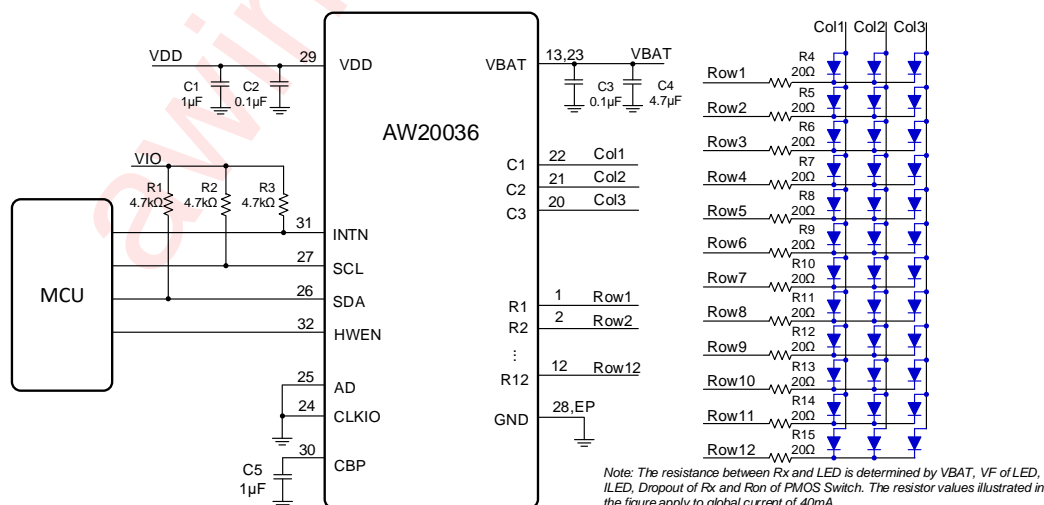 VDD
29
VDD
C1
1µF
C2
0.1µF
AW20036
VBAT
13,23
VBAT
C3
0.1µF
C4
4.7µF
VIO
R1
4.7kΩ
R2
4.7kΩ
R3
4.7kΩ
MCU
31
INTN
27
SCL
26
SDA
32
HWEN
25
AD
24
CLKIO
30
CBP
C5
1µF
C1
22
Col1
C2
21
Col2
C3
20
Col3
R1
1
Row1
R2
2
Row2
⋮
R12
12
Row12
GND
28,EP
Col1 Col2 Col3
Row1
R4
20Ω
Row2
R5
20Ω
Row3
R6
20Ω
Row4
R7
20Ω
Row5
R8
20Ω
Row6
R9
20Ω
Row7
R10
20Ω
Row8
R11
20Ω
Row9
R12
20Ω
Row10
R13
20Ω
Row11
R14
20Ω
Row12
R15
20Ω
Note: The resistance between Rx and LED is determined by VBAT, VF of LED,
ILED, Dropout of Rx and Ron of PMOS Switch. The resistor values illustrated in
the figure apply to global current of 40mA